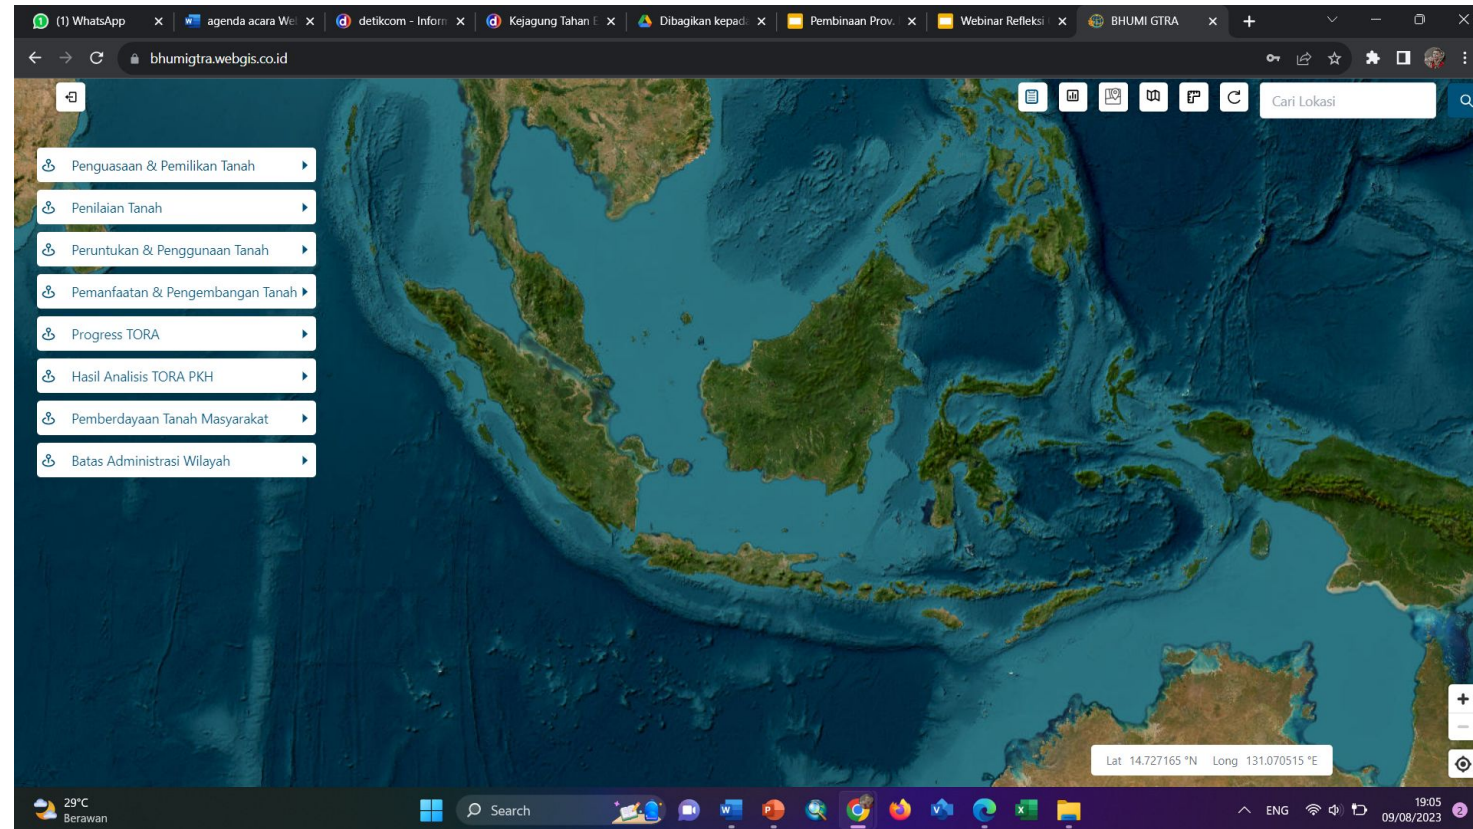 (1) WhatsApp
agenda acara We
detikcom - Inform
Kejagung Tahan
Dibagikan kepad
Pembinaan Prov.
Webinar Refleksi
BHUMI GTRA
bhumigtra.webgis.co.id
Cari Lokasi
Penguasaan & Pemilikan Tanah
Penilaian Tanah
Peruntukan & Penggunaan Tanah
Pemanfaatan & Pengembangan Tanah
Progress TORA
Hasil Analisis TORA PKH
Pemberdayaan Tanah Masyarakat
Batas Administrasi Wilayah
Lat 14.727165 °N Long 131.070515 °E
29°C
Berawan
Search
ENG
19:05
09/08/2023
2